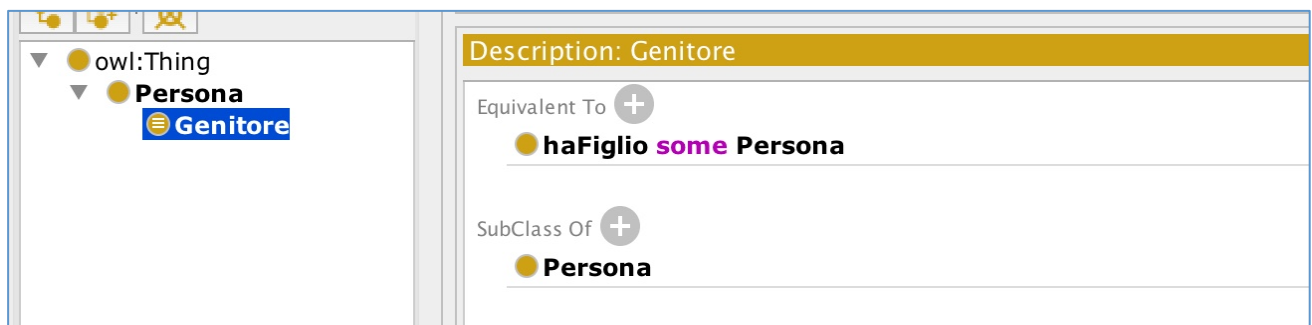 owl:Thing
Persona
Genitore
Description: Genitore
Equivalent To
haFiglio some Persona
SubClass Of
Persona